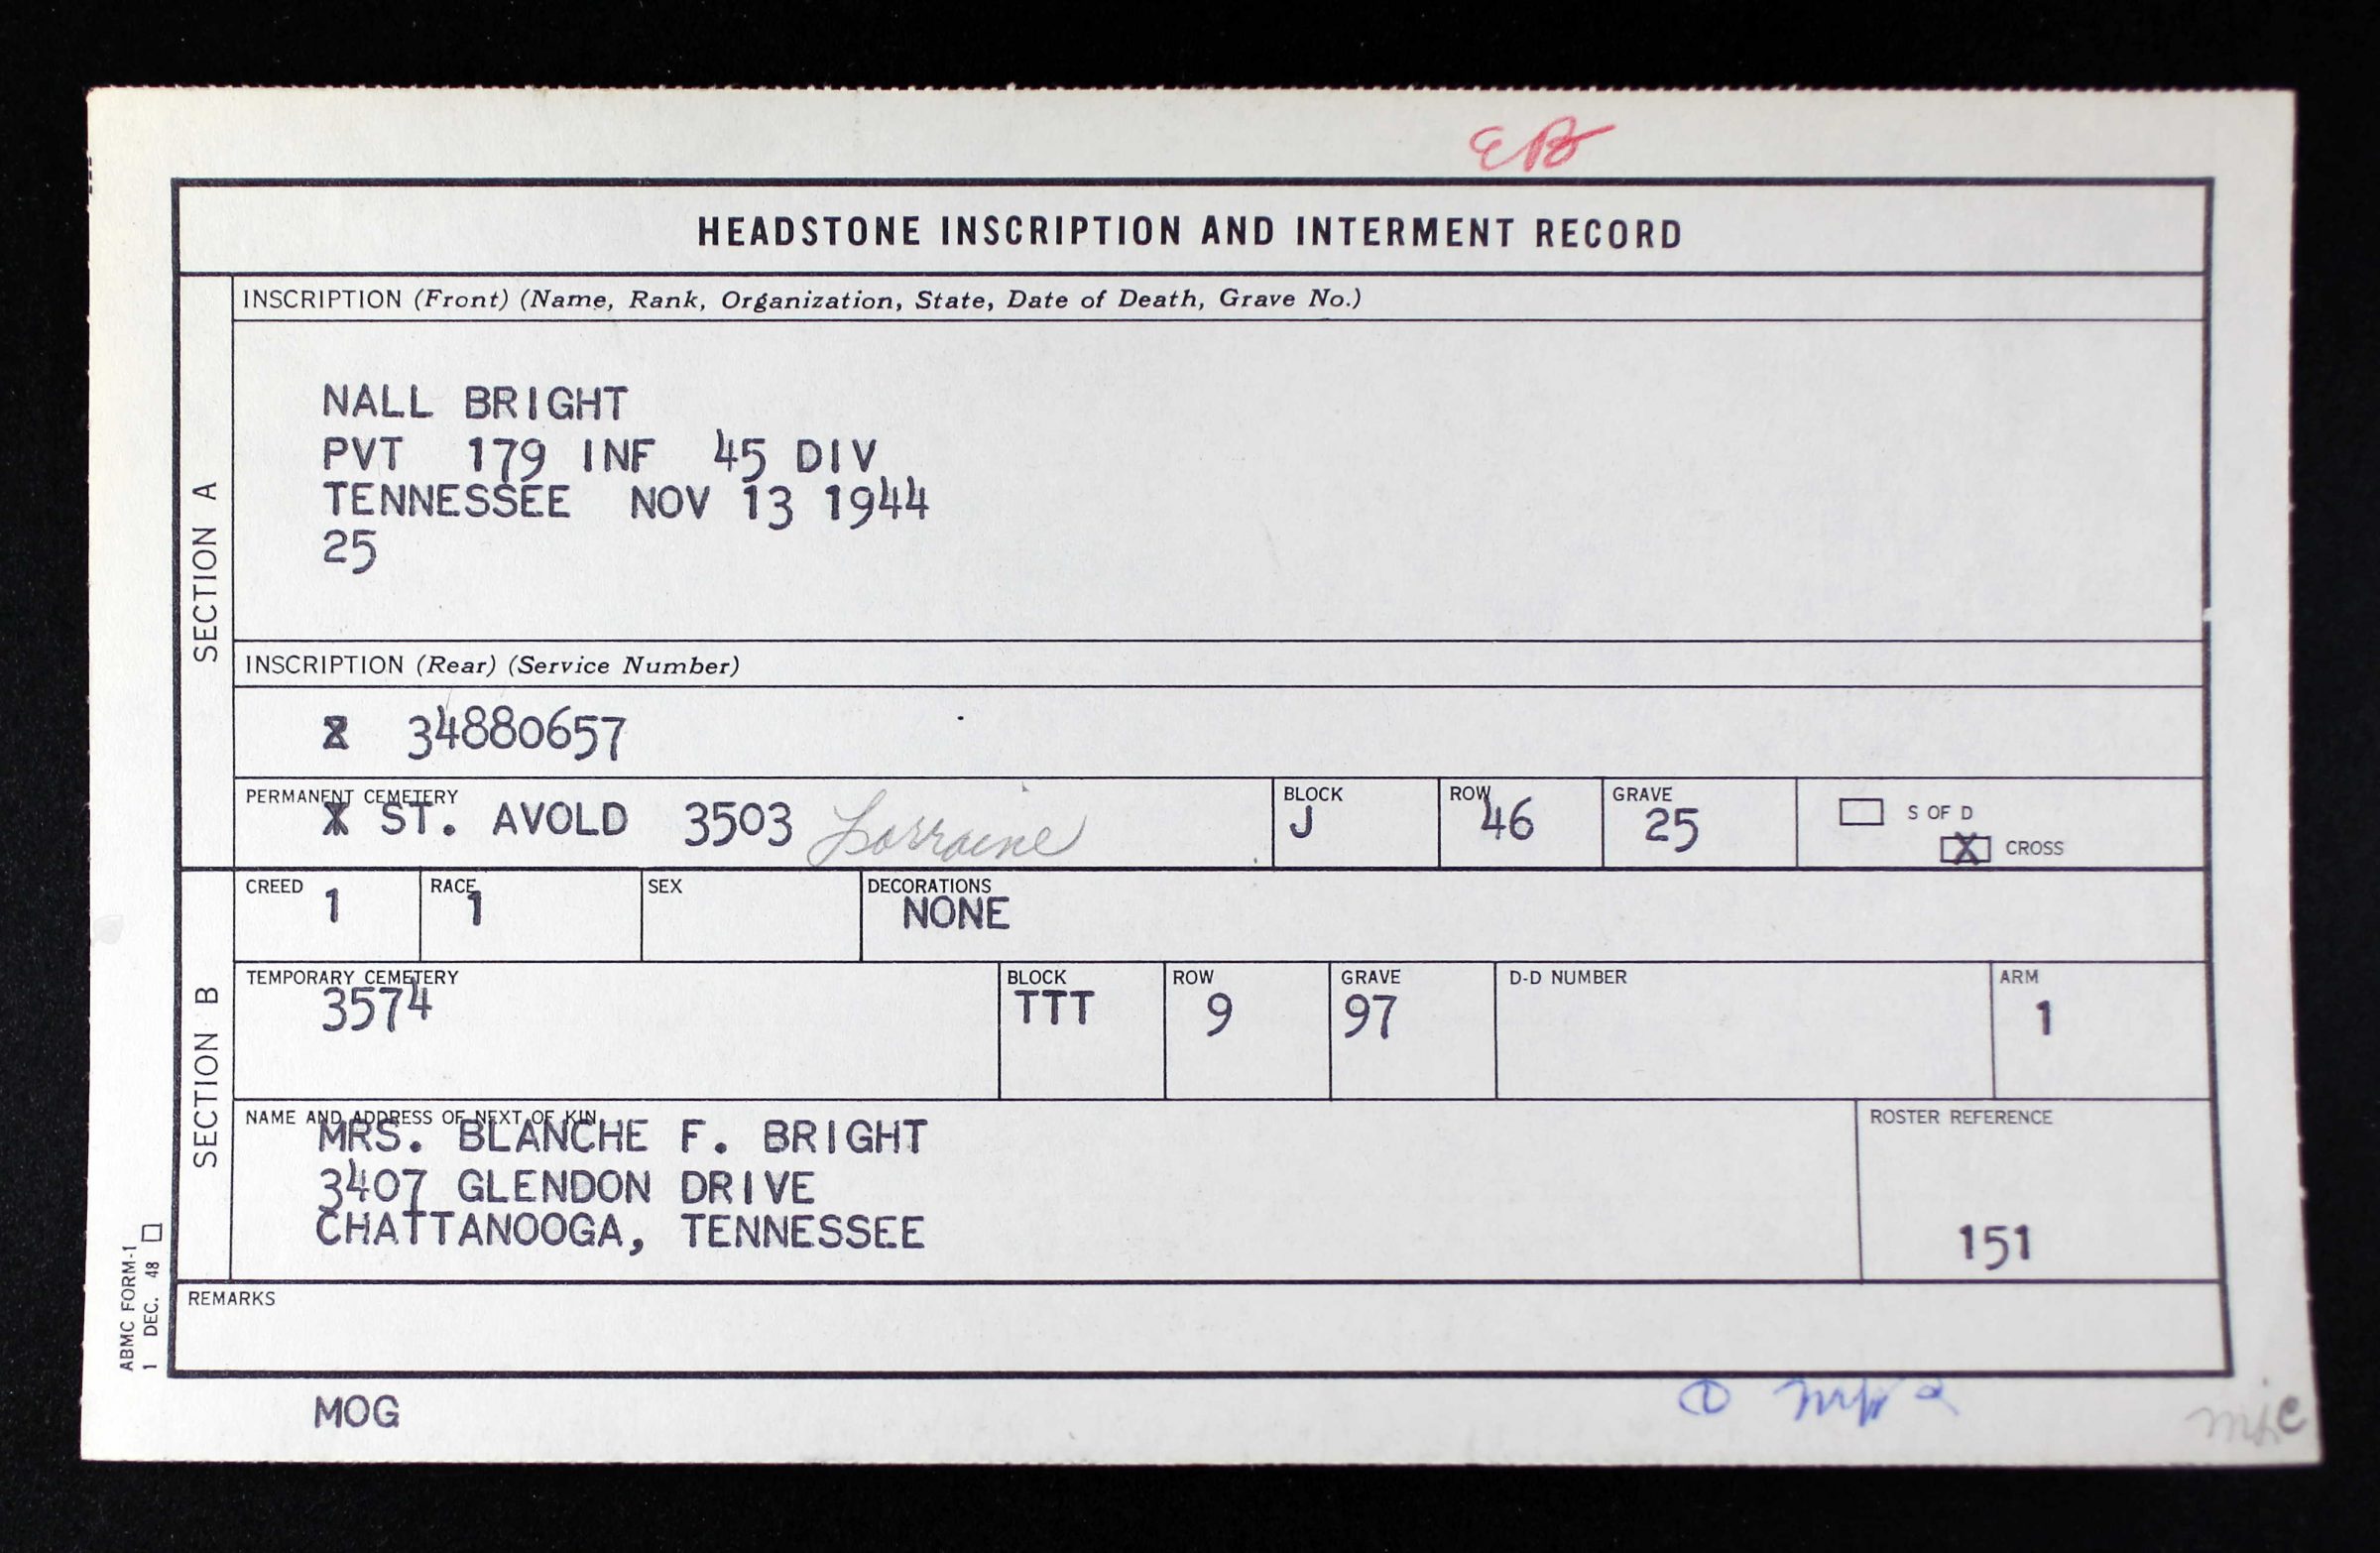 EB
HEADSTONE INSCRIPTION AND INTERMENT RECORD
SECTION A
INSCRIPTION (Front) (Name, Rank, Organization, State, Date of Death, Grave No.)
NALL BRIGHT
PVT 179 INF 45 DIV
TENNESSEE NOV 13 1944
25
INSCRIPTION (Rear) (Service Number)
34880657
PERMANENT CEMETERY
X ST. AVOLD 3503 Lorraine
BLOCK
J
ROW
46
GRAVE
25
S OF D
X CROSS
SECTION B
CREED
1
RACE
1
SEX
DECORATIONS
NONE
TEMPORARY CEMETERY
3574
BLOCK
TTT
ROW
9
GRAVE
97
D-D NUMBER
ARM
1
NAME AND ADDRESS OF NEXT OF KIN
MRS. BLANCHE F. BRIGHT
3407 GLENDON DRIVE
CHATTANOOGA, TENNESSEE
ROSTER REFERENCE
151
REMARKS
ABMC FORM-1
1 DEC. 48
MOG